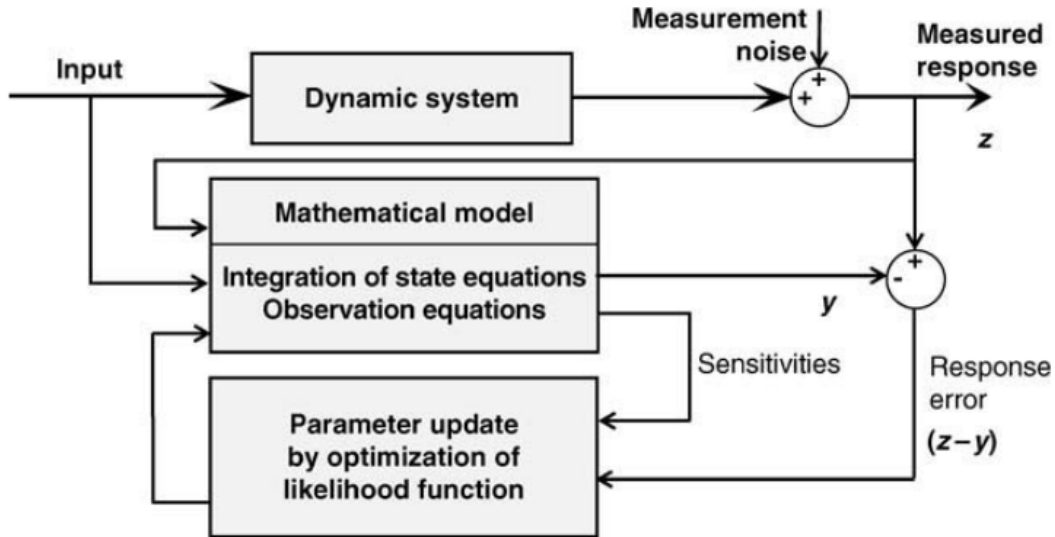 Measurement
noise
Measured
response
Input
Dynamic system
+
+
z
Mathematical model
Integration of state equations
Observation equations
+
-
y
Sensitivities
Response
error
(z–y)
Parameter update
by optimization of
likelihood function